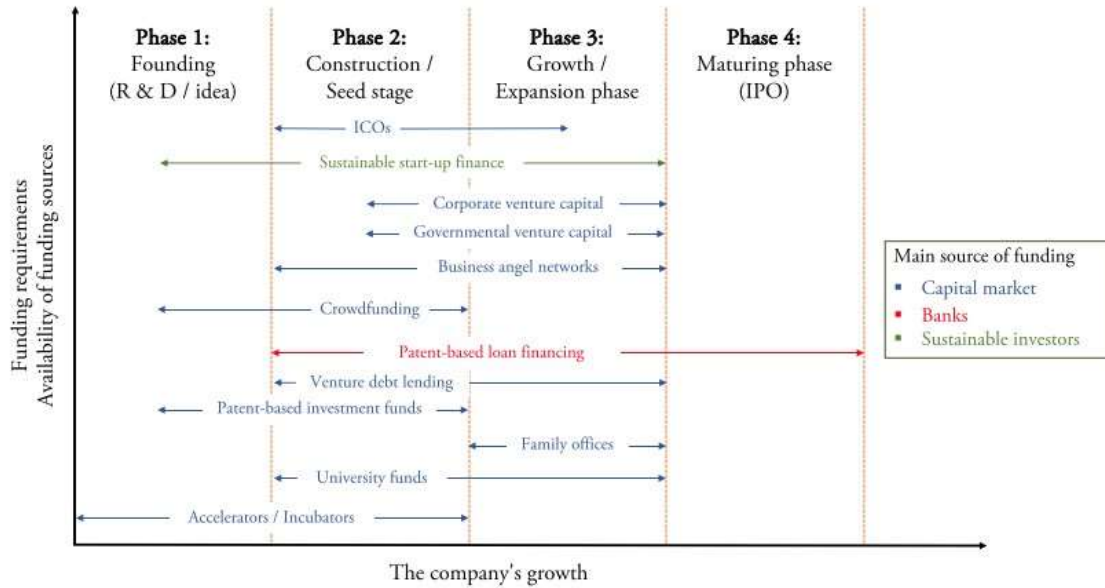 Phase 1:
Founding
(R & D / idea)
Phase 2:
Construction /
Seed stage
Phase 3:
Growth /
Expansion phase
Phase 4:
Maturing phase
(IPO)
ICOs
Sustainable start-up finance
Corporate venture capital
Governmental venture capital
Business angel networks
Crowdfunding
Patent-based loan financing
Venture debt lending
Patent-based investment funds
Family offices
University funds
Accelerators / Incubators
Funding requirements
Availability of funding sources
The company's growth
Main source of funding
Capital market
Banks
Sustainable investors